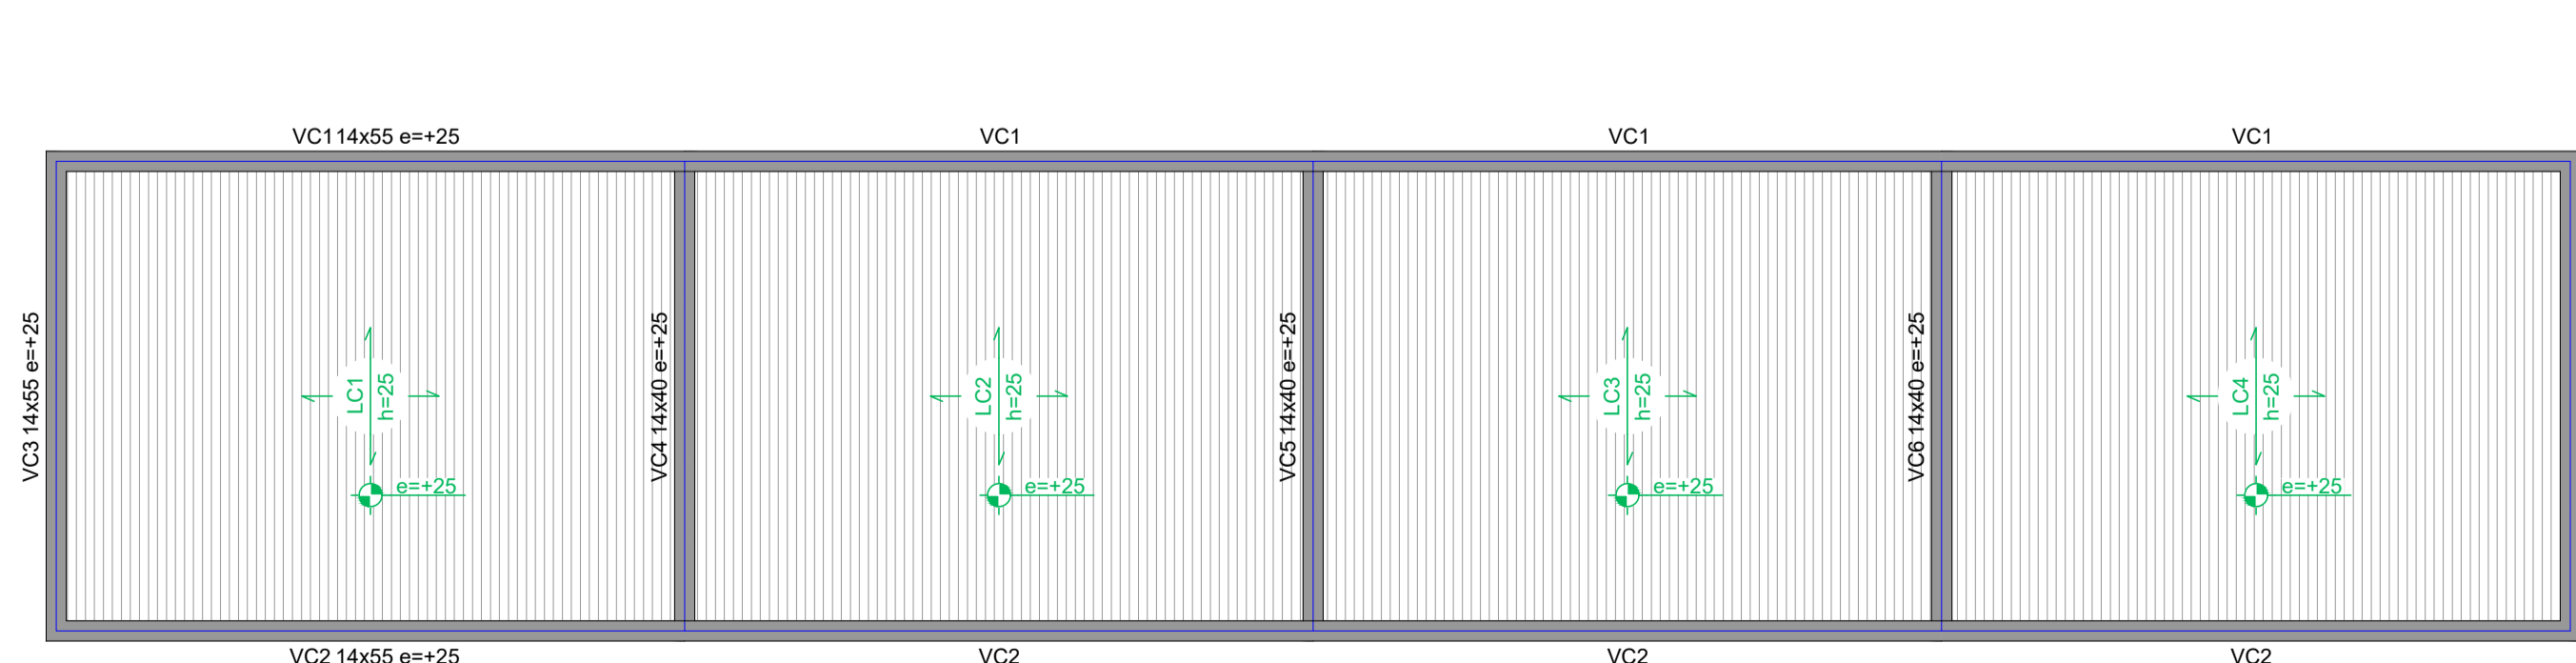 VC1 14x55 e=+25
VC1
VC1
VC1
VC3 14x55 e=+25
LC1
h=25
e=+25
VC4 14x40 e=+25
LC2
h=25
e=+25
VC5 14x40 e=+25
LC3
h=25
e=+25
VC6 14x40 e=+25
LC4
h=25
e=+25
VC2 14x55 e=+25
VC2
VC2
VC2